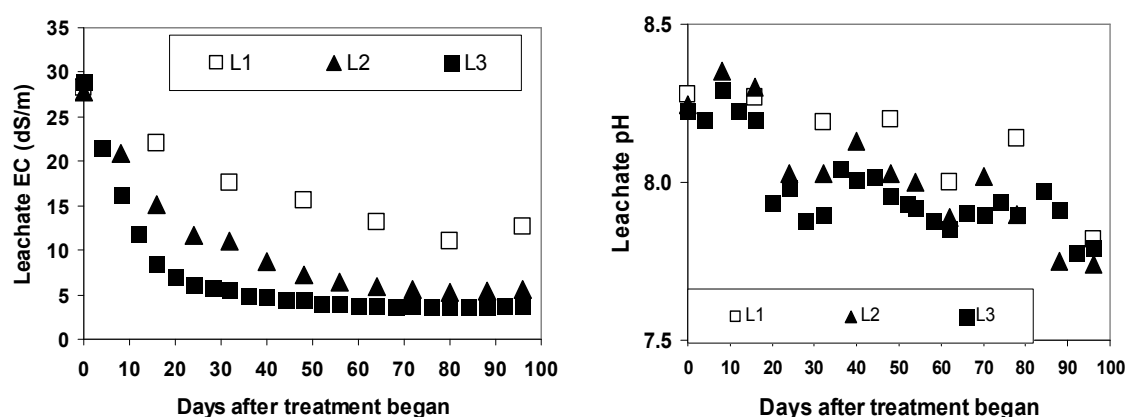 Leachate EC (dS/m)
35
30
25
20
15
10
5
0
L1 L2 L3
0 10 20 30 40 50 60 70 80 90 100
Days after treatment began
Leachate pH
8.5
8.0
7.5
L1 L2 L3
0 10 20 30 40 50 60 70 80 90 100
Days after treatment began